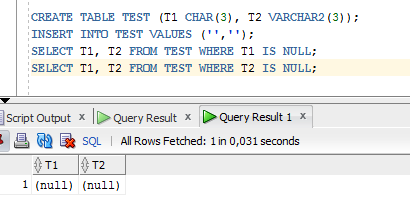 CREATE TABLE TEST (T1 CHAR(3), T2 VARCHAR2(3));
INSERT INTO TEST VALUES ('','');
SELECT T1, T2 FROM TEST WHERE T1 IS NULL;
SELECT T1, T2 FROM TEST WHERE T2 IS NULL;
Script Output x Query Result x Query Result 1 x
SQL | All Rows Fetched: 1 in 0,031 seconds
T1 T2
1 (null) (null)